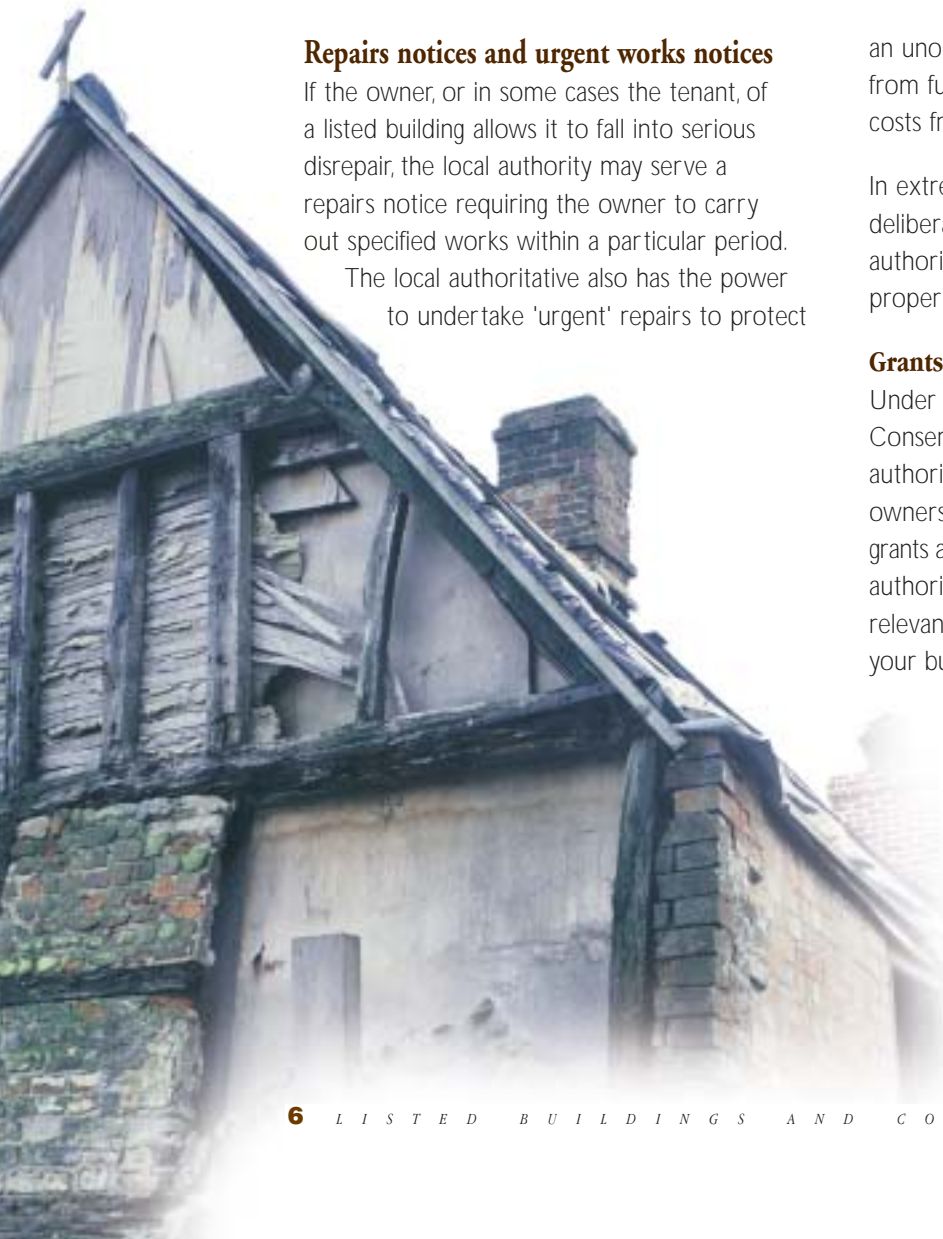 Repairs notices and urgent works notices
If the owner, or in some cases the tenant, of
a listed building allows it to fall into serious
disrepair, the local authority may serve a
repairs notice requiring the owner to carry
out specified works within a particular period.
The local authoritative also has the power
to undertake 'urgent' repairs to protect
an uno
from fu
costs fr
In extre
delibera
authori
proper
Grants
Under
Conser
authori
owners
grants a
authori
relevan
your bu
6 LISTED BUILDINGS AND CO